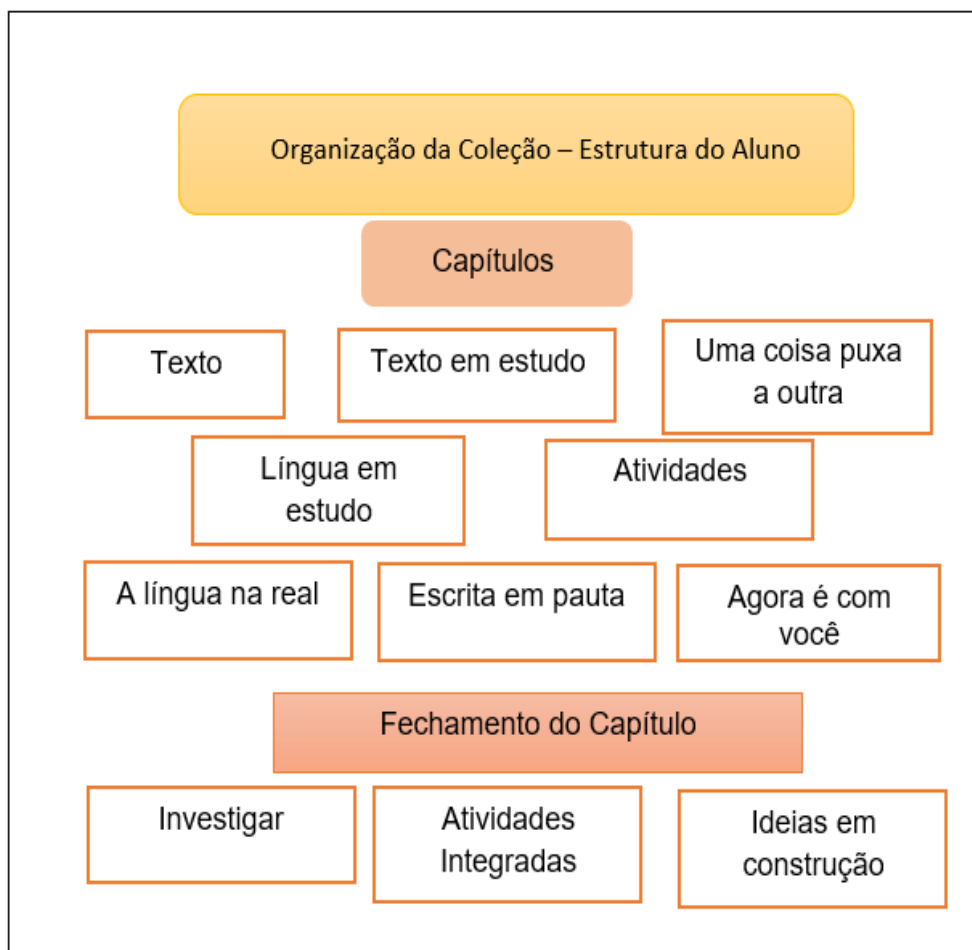 Organização da Coleção – Estrutura do Aluno
Capítulos
Texto
Texto em estudo
Uma coisa puxa
a outra
Língua em
estudo
Atividades
A língua na real
Escrita em pauta
Agora é com
você
Fechamento do Capítulo
Investigar
Atividades
Integradas
Ideias em
construção